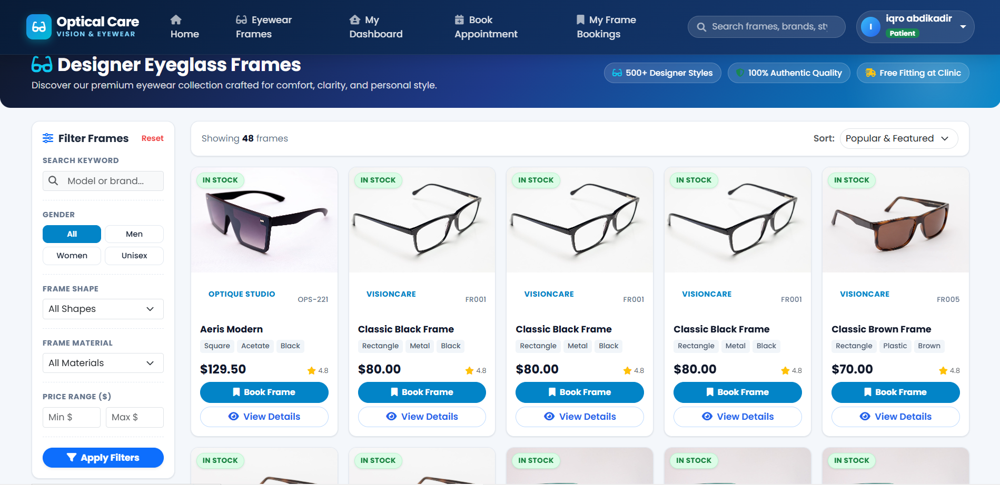 Optical Care
VISION & EYEWEAR
Home
Eyewear
Frames
My
Dashboard
Book
Appointment
My Frame
Bookings
Search frames, brands, sty
I
iqro abdikadir
Patient
Designer Eyeglass Frames
Discover our premium eyewear collection crafted for comfort, clarity, and personal style.
500+ Designer Styles
100% Authentic Quality
Free Fitting at Clinic
Filter Frames
Reset
SEARCH KEYWORD
Model or brand...
GENDER
All
Men
Women
Unisex
FRAME SHAPE
All Shapes
FRAME MATERIAL
All Materials
PRICE RANGE ($)
Min $
Max $
Apply Filters
Showing 48 frames
Sort:
Popular & Featured
IN STOCK
OPTIQUE STUDIO
OPS-221
Aeris Modern
Square Acetate Black
$129.50
4.8
Book Frame
View Details
IN STOCK
VISIONCARE
FR001
Classic Black Frame
Rectangle Metal Black
$80.00
4.8
Book Frame
View Details
IN STOCK
VISIONCARE
FR001
Classic Black Frame
Rectangle Metal Black
$80.00
4.8
Book Frame
View Details
IN STOCK
VISIONCARE
FR001
Classic Black Frame
Rectangle Metal Black
$80.00
4.8
Book Frame
View Details
IN STOCK
VISIONCARE
FR005
Classic Brown Frame
Rectangle Plastic Brown
$70.00
4.8
Book Frame
View Details
IN STOCK
IN STOCK
IN STOCK
IN STOCK
IN STOCK